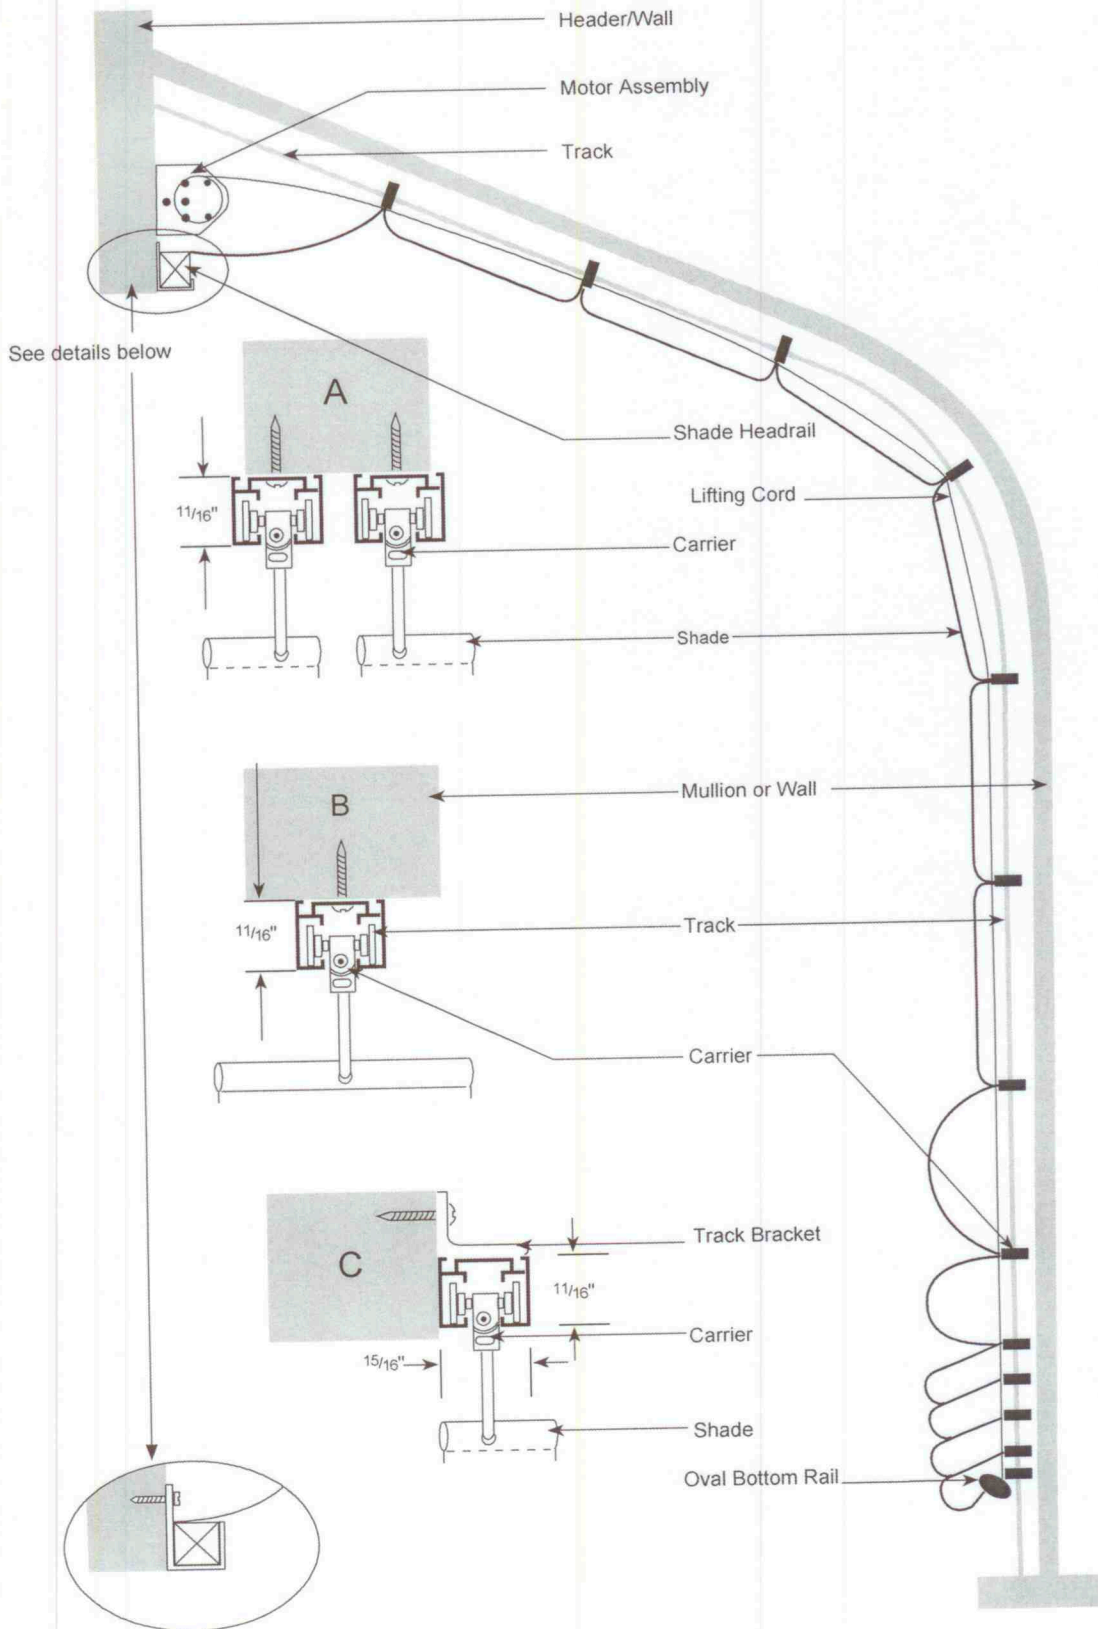 Header/Wall
Motor Assembly
Track
See details below
A
Shade Headrail
Lifting Cord
11/16"
Carrier
Shade
B
Mullion or Wall
Track
11/16"
Carrier
Track Bracket
C
11/16"
Carrier
15/16"
Shade
Oval Bottom Rail